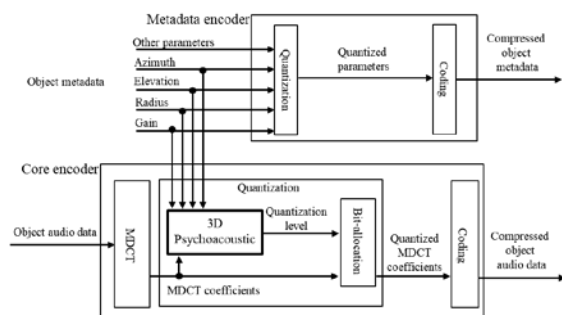 Metadata encoder
Other parameters
Azimuth
Elevation
Radius
Gain
Object metadata
Quantization
Quantized
parameters
Coding
Compressed
object
metadata
Core encoder
Quantization
Object audio data
MDCT
3D
Psychoacoustic
Quantization
level
Bit-allocation
MDCT coefficients
Quantized
MDCT
coefficients
Coding
Compressed
object
audio data